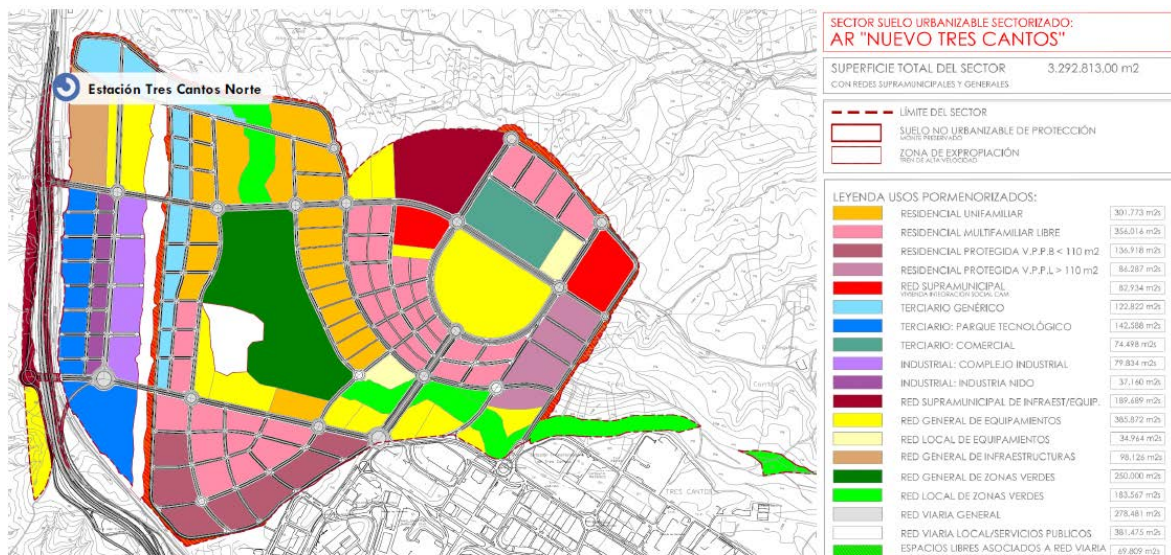 Estación Tres Cantos Norte
TRES CANTOS
SECTOR SUELO URBANIZABLE SECTORIZADO:
AR "NUEVO TRES CANTOS"
SUPERFICIE TOTAL DEL SECTOR 3.292.813,00 m2
CON REDES SUPRAMUNICIPALES Y GENERALES
LÍMITE DEL SECTOR
SUELO NO URBANIZABLE DE PROTECCIÓN
MONTE PRESERVADO
ZONA DE EXPROPIACIÓN
TREN DE ALTA VELOCIDAD
LEYENDA USOS PORMENORIZADOS:
RESIDENCIAL UNIFAMILIAR 301.773 m2s
RESIDENCIAL MULTIFAMILIAR LIBRE 356.016 m2s
RESIDENCIAL PROTEGIDA V.P.P.B < 110 m2 136.918 m2s
RESIDENCIAL PROTEGIDA V.P.P.L > 110 m2 86.287 m2s
RED SUPRAMUNICIPAL 82.934 m2s
VIVIENDA INTEGRACIÓN SOCIAL CAM
TERCIARIO GENÉRICO 122.822 m2s
TERCIARIO: PARQUE TECNOLÓGICO 142.588 m2s
TERCIARIO: COMERCIAL 74.498 m2s
INDUSTRIAL: COMPLEJO INDUSTRIAL 79.834 m2s
INDUSTRIAL: INDUSTRIA NIDO 37.160 m2s
RED SUPRAMUNICIPAL DE INFRAEST/EQUIP. 189.689 m2s
RED GENERAL DE EQUIPAMIENTOS 385.872 m2s
RED LOCAL DE EQUIPAMIENTOS 34.964 m2s
RED GENERAL DE INFRAESTRUCTURAS 98.126 m2s
RED GENERAL DE ZONAS VERDES 250.000 m2s
RED LOCAL DE ZONAS VERDES 183.567 m2s
RED VIARIA GENERAL 278.481 m2s
RED VIARIA LOCAL/SERVICIOS PUBLICOS 381.475 m2s
ESPACIOS LIBRES ASOCIADOS A RED VIARIA 69.809 m2s